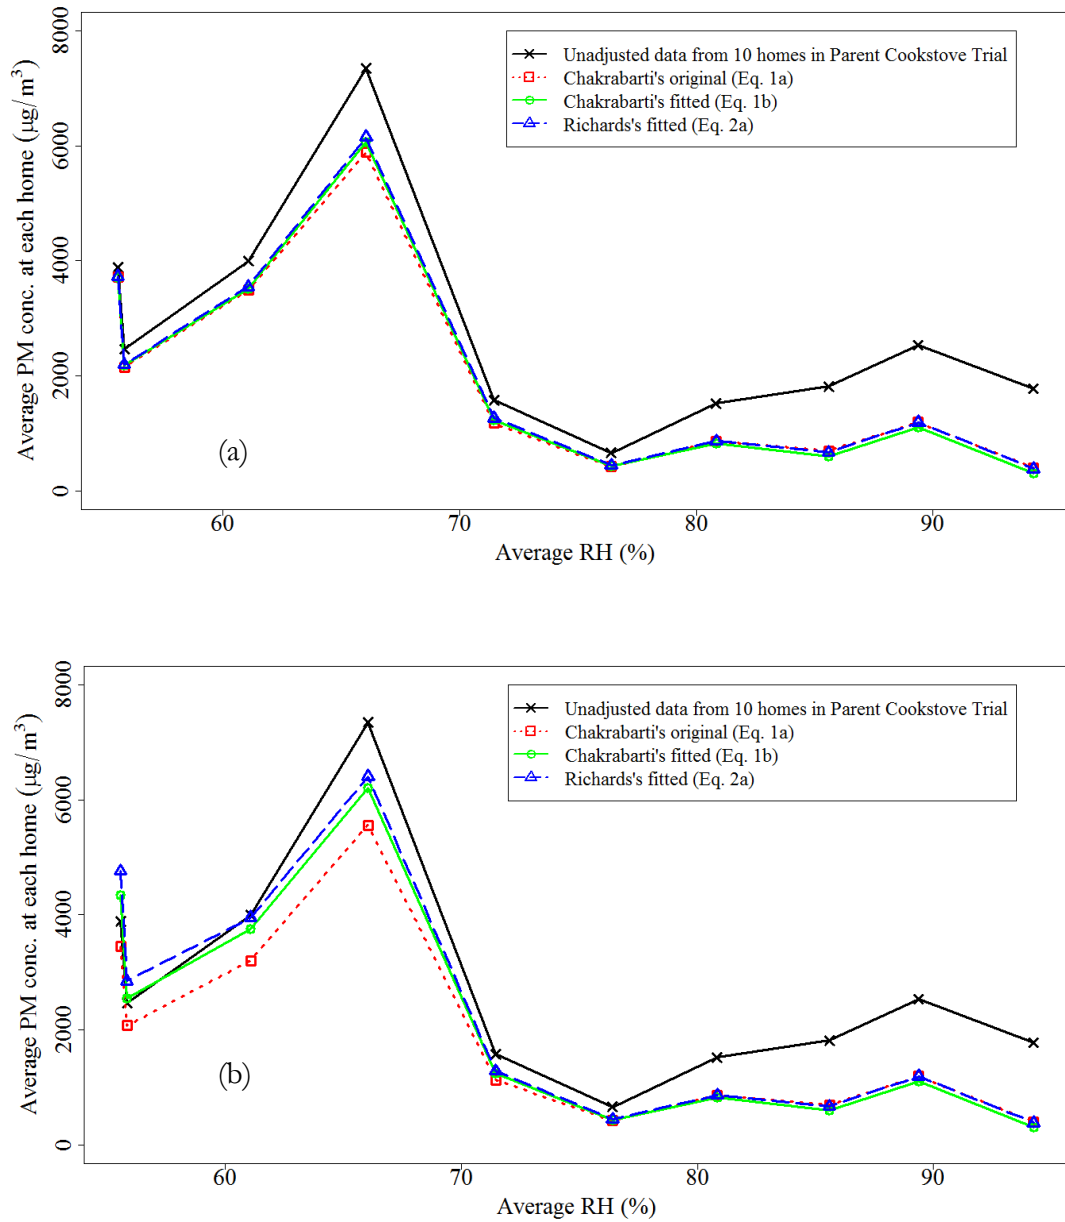 8000
6000
4000
2000
0
Average PM conc. at each home (μg/m³)
Unadjusted data from 10 homes in Parent Cookstove Trial
Chakrabarti's original (Eq. 1a)
Chakrabarti's fitted (Eq. 1b)
Richards's fitted (Eq. 2a)
(a)
60 70 80 90
Average RH (%)
8000
6000
4000
2000
0
Average PM conc. at each home (μg/m³)
Unadjusted data from 10 homes in Parent Cookstove Trial
Chakrabarti's original (Eq. 1a)
Chakrabarti's fitted (Eq. 1b)
Richards's fitted (Eq. 2a)
(b)
60 70 80 90
Average RH (%)